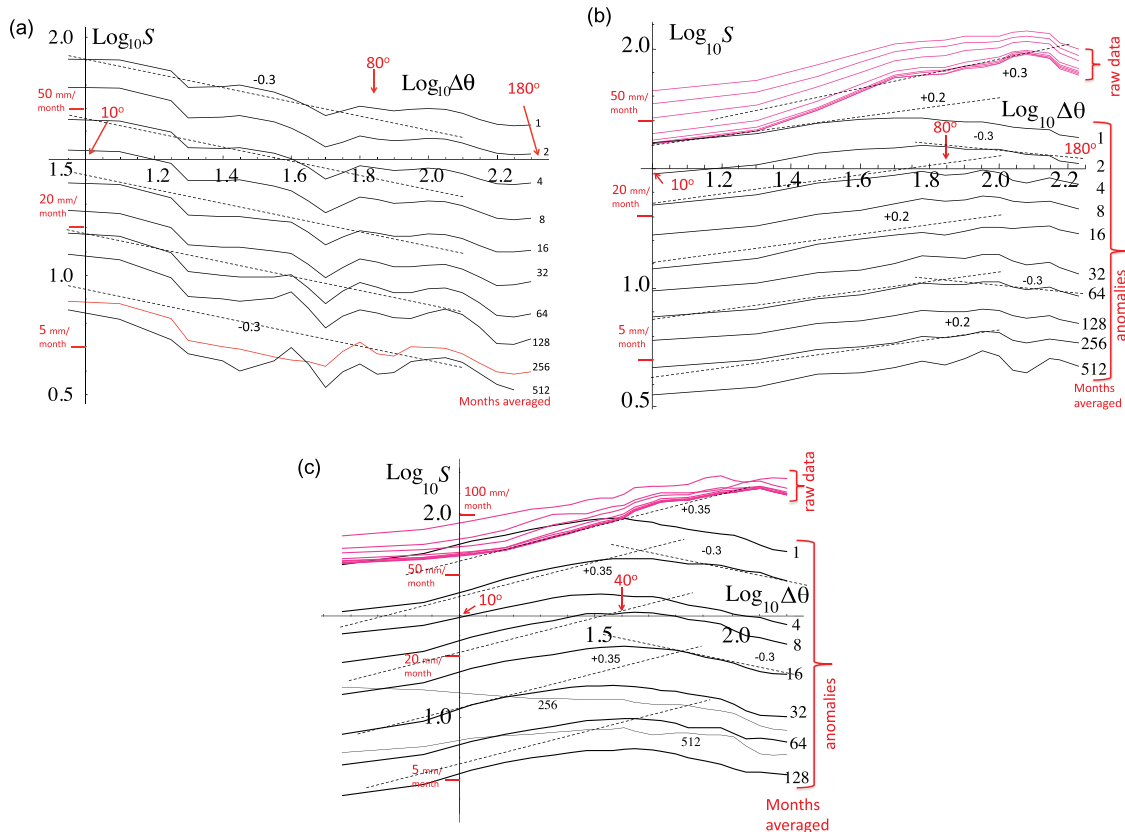 (a)
Log10S
2.0
-0.3
80°
Log10Δθ
180°
50 mm/
month
10°
1
2
1.5
1.2
1.4
1.6
1.8
2.0
2.2
4
8
20 mm/
month
16
32
1.0
64
128
-0.3
5 mm/
month
256
512
0.5
Months averaged
(b)
Log10S
2.0
raw data
+0.3
50 mm/
month
+0.2
Log10Δθ
80°
-0.3
180°
1
10°
1.2
1.4
1.6
1.8
2.0
2.2
2
4
20 mm/
month
+0.2
8
16
32
1.0
-0.3
64
+0.2
128
5 mm/
month
256
512
anomalies
0.5
Months
averaged
(c)
Log10S
raw data
2.0
100 mm/
month
+0.35
1
-0.3
50 mm/
month
+0.35
40°
Log10Δθ
10°
4
1.5
2.0
8
20 mm/
month
+0.35
-0.3
16
256
1.0
32
512
64
5 mm/
month
128
anomalies
Months
averaged